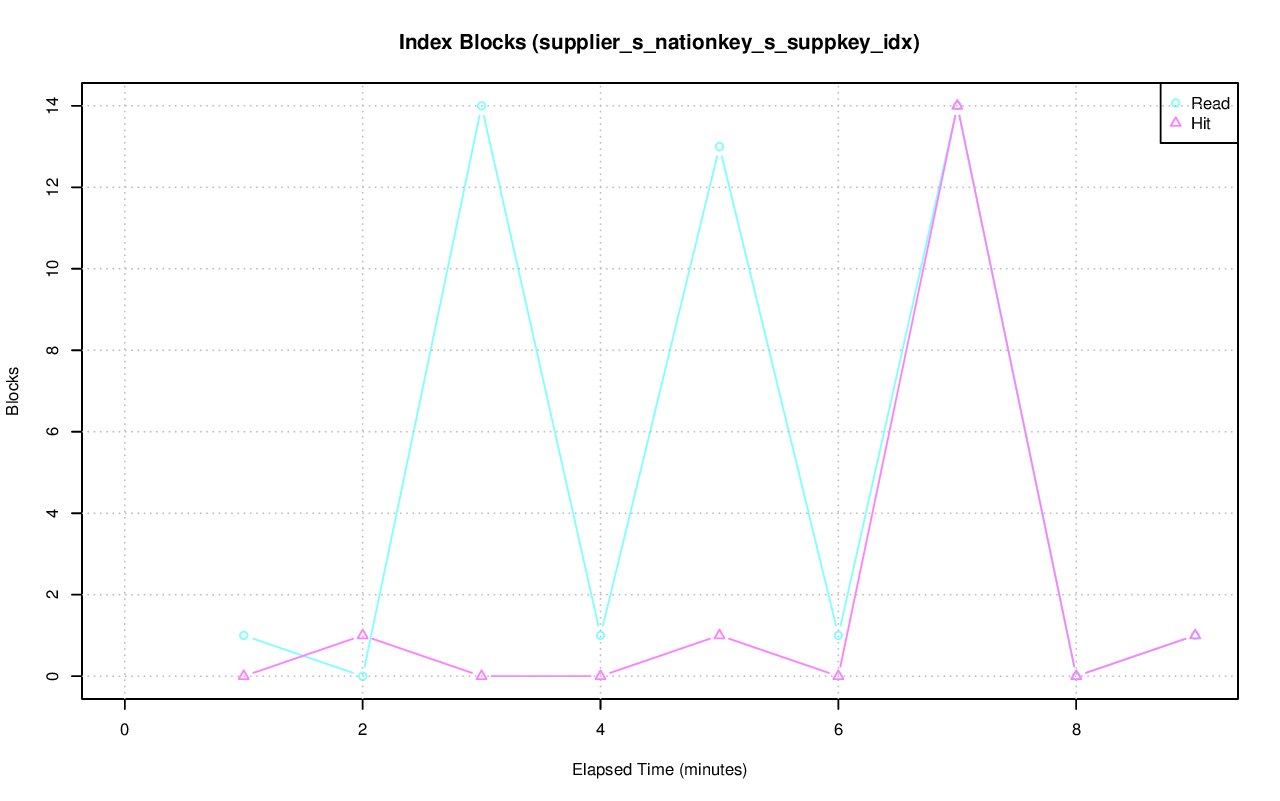 Index Blocks (supplier_s_nationkey_s_suppkey_idx)
Read
Hit
14
12
10
8
6
4
2
0
Blocks
0 2 4 6 8
Elapsed Time (minutes)